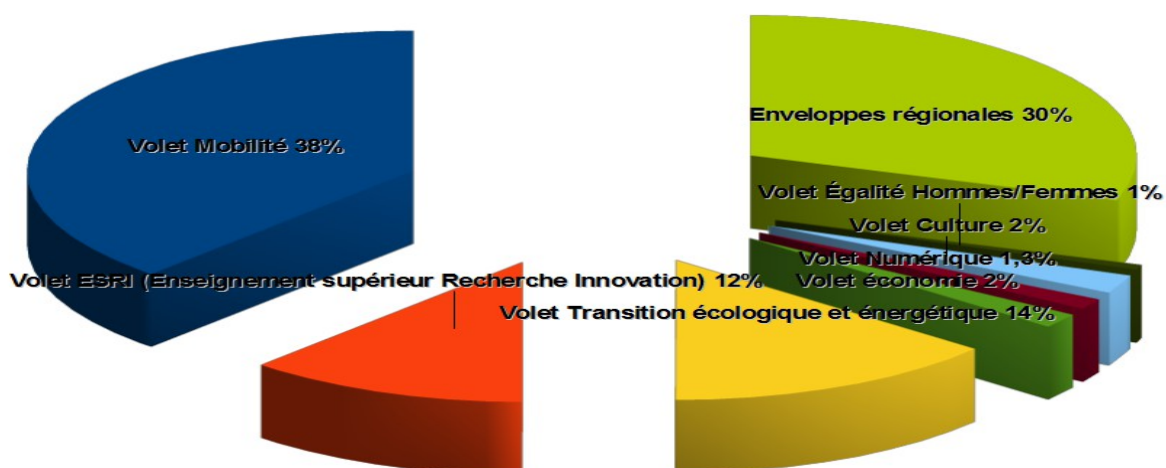 Enveloppes régionales 30%
Volet Mobilité 38%
Volet Égalité Hommes/Femmes 1%
Volet Culture 2%
Volet Numérique 1,3%
Volet ESRI (Enseignement supérieur Recherche Innovation) 12%
Volet économie 2%
Volet Transition écologique et énergétique 14%